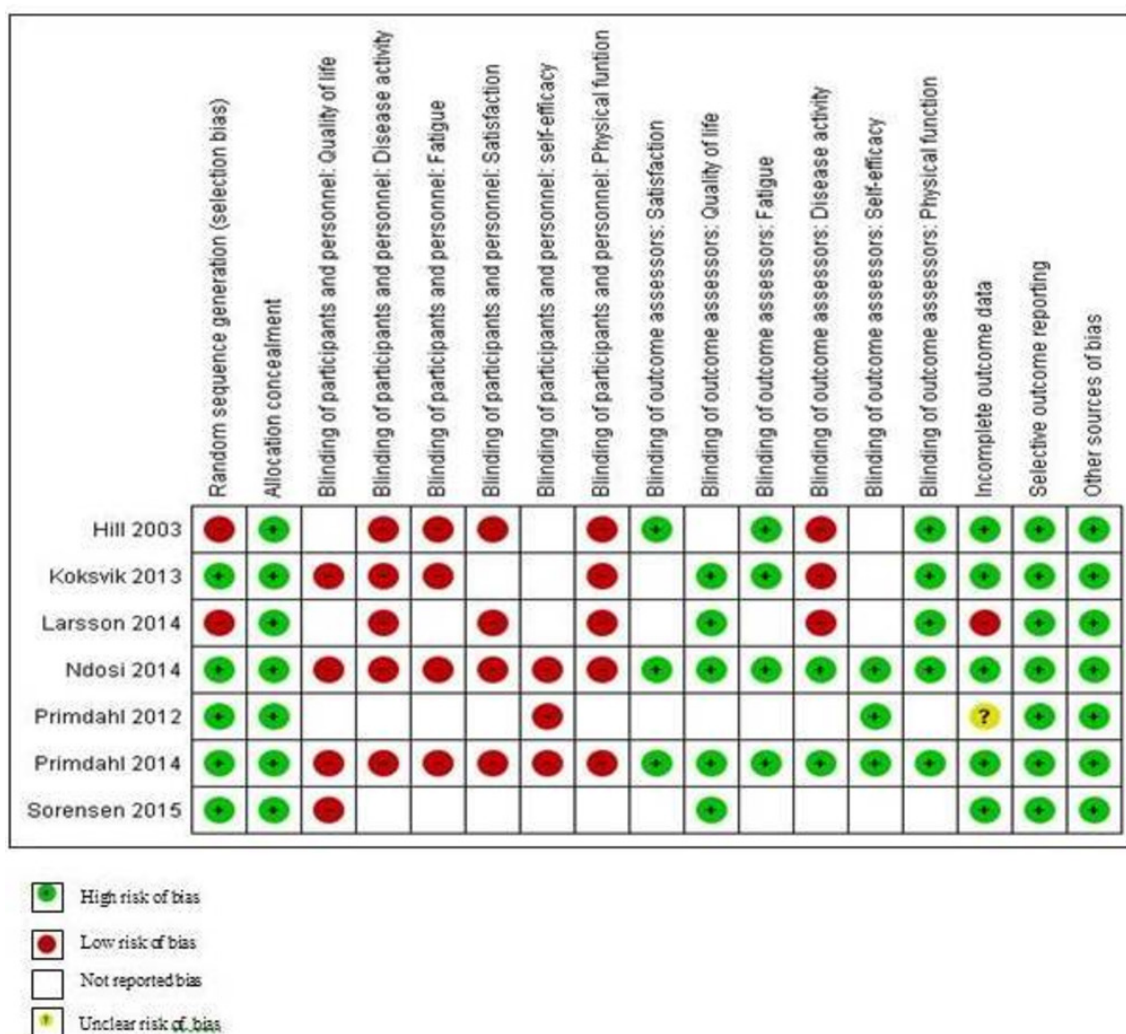 Random sequence generation (selection bias)
Allocation concealment
Blinding of participants and personnel: Quality of life
Blinding of participants and personnel: Disease activity
Blinding of participants and personnel: Fatigue
Blinding of participants and personnel: Satisfaction
Blinding of participants and personnel: self-efficacy
Blinding of participants and personnel: Physical funtion
Blinding of outcome assessors: Satisfaction
Blinding of outcome assessors: Quality of life
Blinding of outcome assessors: Fatigue
Blinding of outcome assessors: Disease activity
Blinding of outcome assessors: Self-efficacy
Blinding of outcome assessors: Physical function
Incomplete outcome data
Selective outcome reporting
Other sources of bias
Hill 2003 - + - - - - + + - + + + +
Koksvik 2013 + + - - - - + + - + + + +
Larsson 2014 - + - - - + - + - + +
Ndosi 2014 + + - - - - - - + + + + + + + + +
Primdahl 2012 + + - + ? + +
Primdahl 2014 + + - - - - - - + + + + + + + + +
Sorensen 2015 + + - + + + +
+ High risk of bias
Low risk of bias
Not reported bias
? Unclear risk of bias